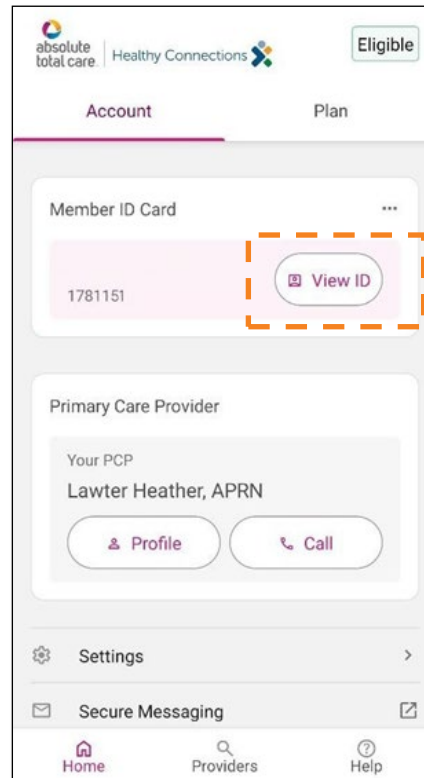 absolute
total care. Healthy Connections
Eligible
Account Plan
Member ID Card
1781151 View ID
Primary Care Provider
Your PCP
Lawter Heather, APRN
Profile Call
Settings
Secure Messaging
Home Providers Help